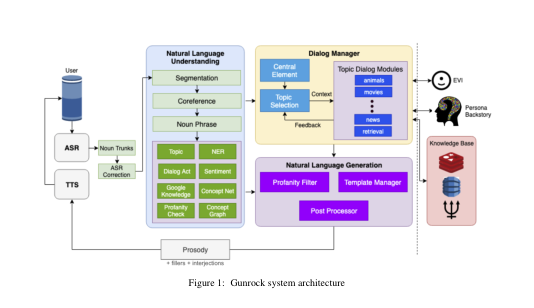 User
ASR
TTS
Noun Trunks
ASR
Correction
Natural Language
Understanding
Segmentation
Coreference
Noun Phrase
Topic
NER
Dialog Act
Sentiment
Google
Knowledge
Concept Net
Profanity
Check
Concept
Graph
Dialog Manager
Central
Element
Topic
Selection
Context
Feedback
Topic Dialog Modules
animals
movies
news
retrieval
EVI
Persona
Backstory
Knowledge Base
Natural Language Generation
Profanity Filter
Template Manager
Post Processor
Prosody
+ filters + interjections
Figure 1: Gunrock system architecture